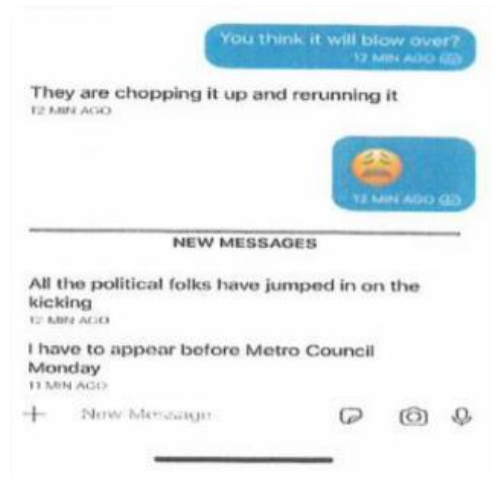 You think it will blow over?
12 MIN AGO
They are chopping it up and rerunning it
12 MIN AGO
12 MIN AGO
NEW MESSAGES
All the political folks have jumped in on the
kicking
12 MIN AGO
I have to appear before Metro Council
Monday
11 MIN AGO
New Message